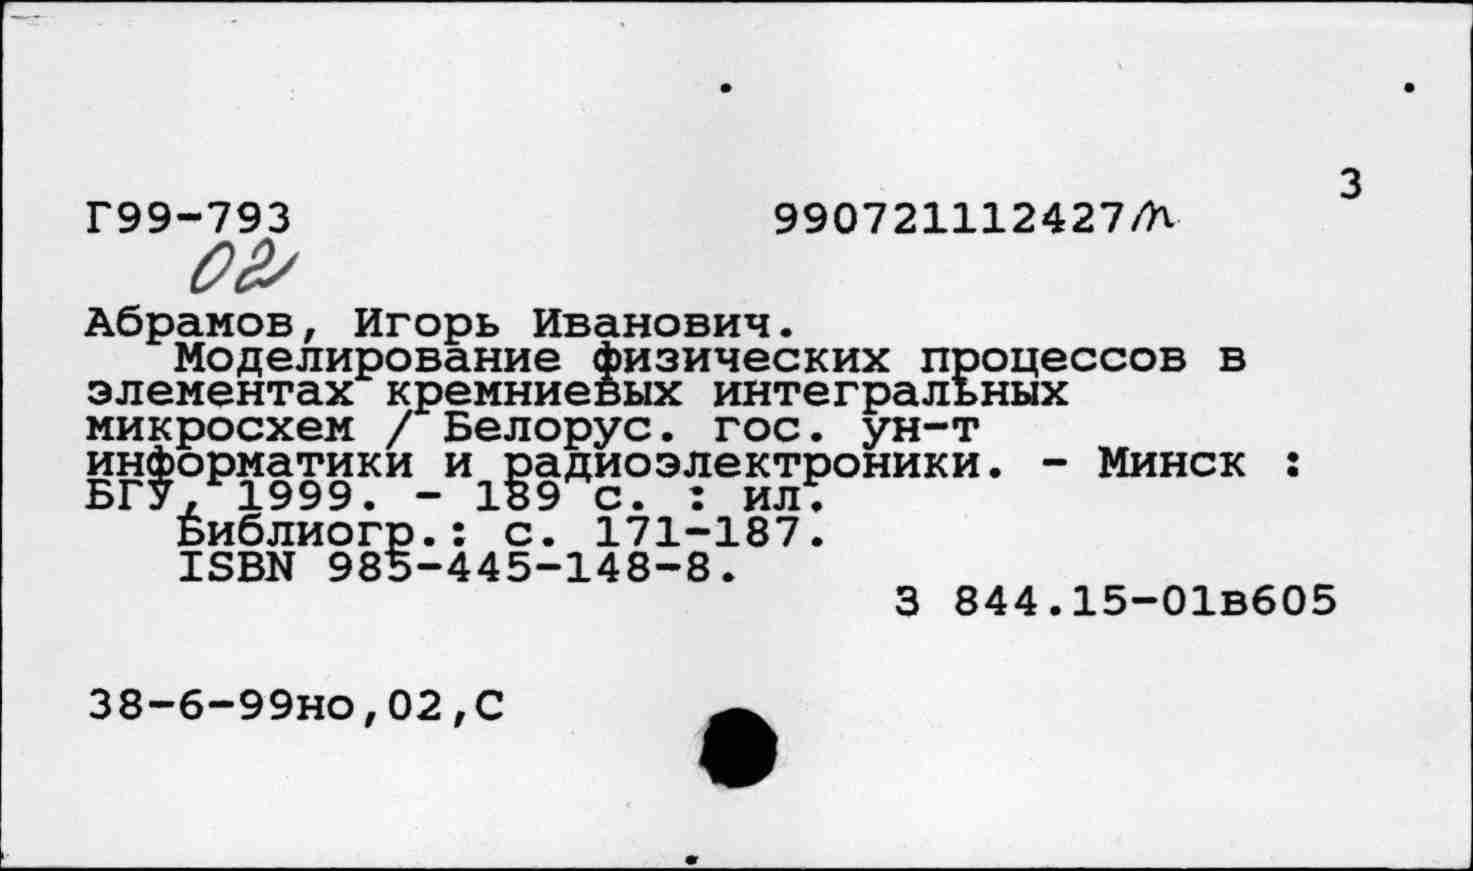 З
Г99-793 990721112427/
02
Абрамов, Игорь Иванович.
Моделирование физических процессов в
элементах кремниевых интегральных
микросхем / Белорус. гос. ун-т
информатики и радиоэлектроники. - Минск :
БГУ, 1999. - 189 с. : ил.
Библиогр.: с. 171-187.
ISBN 985-445-148-8.
З 844.15-01в605
38-6-99но,02,С